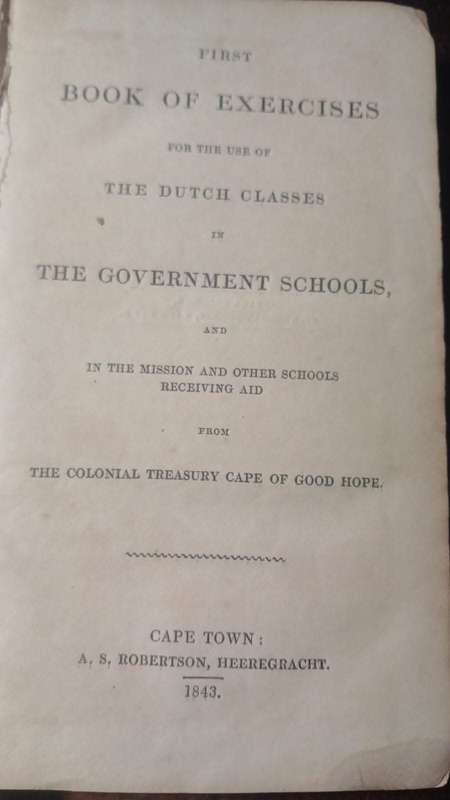 FIRST
BOOK OF EXERCISES
FOR THE USE OF
THE DUTCH CLASSES
IN
THE GOVERNMENT SCHOOLS,
AND
IN THE MISSION AND OTHER SCHOOLS
RECEIVING AID
FROM
THE COLONIAL TREASURY CAPE OF GOOD HOPE.
CAPE TOWN:
A. S. ROBERTSON, HEEREGRACHT.
1843.